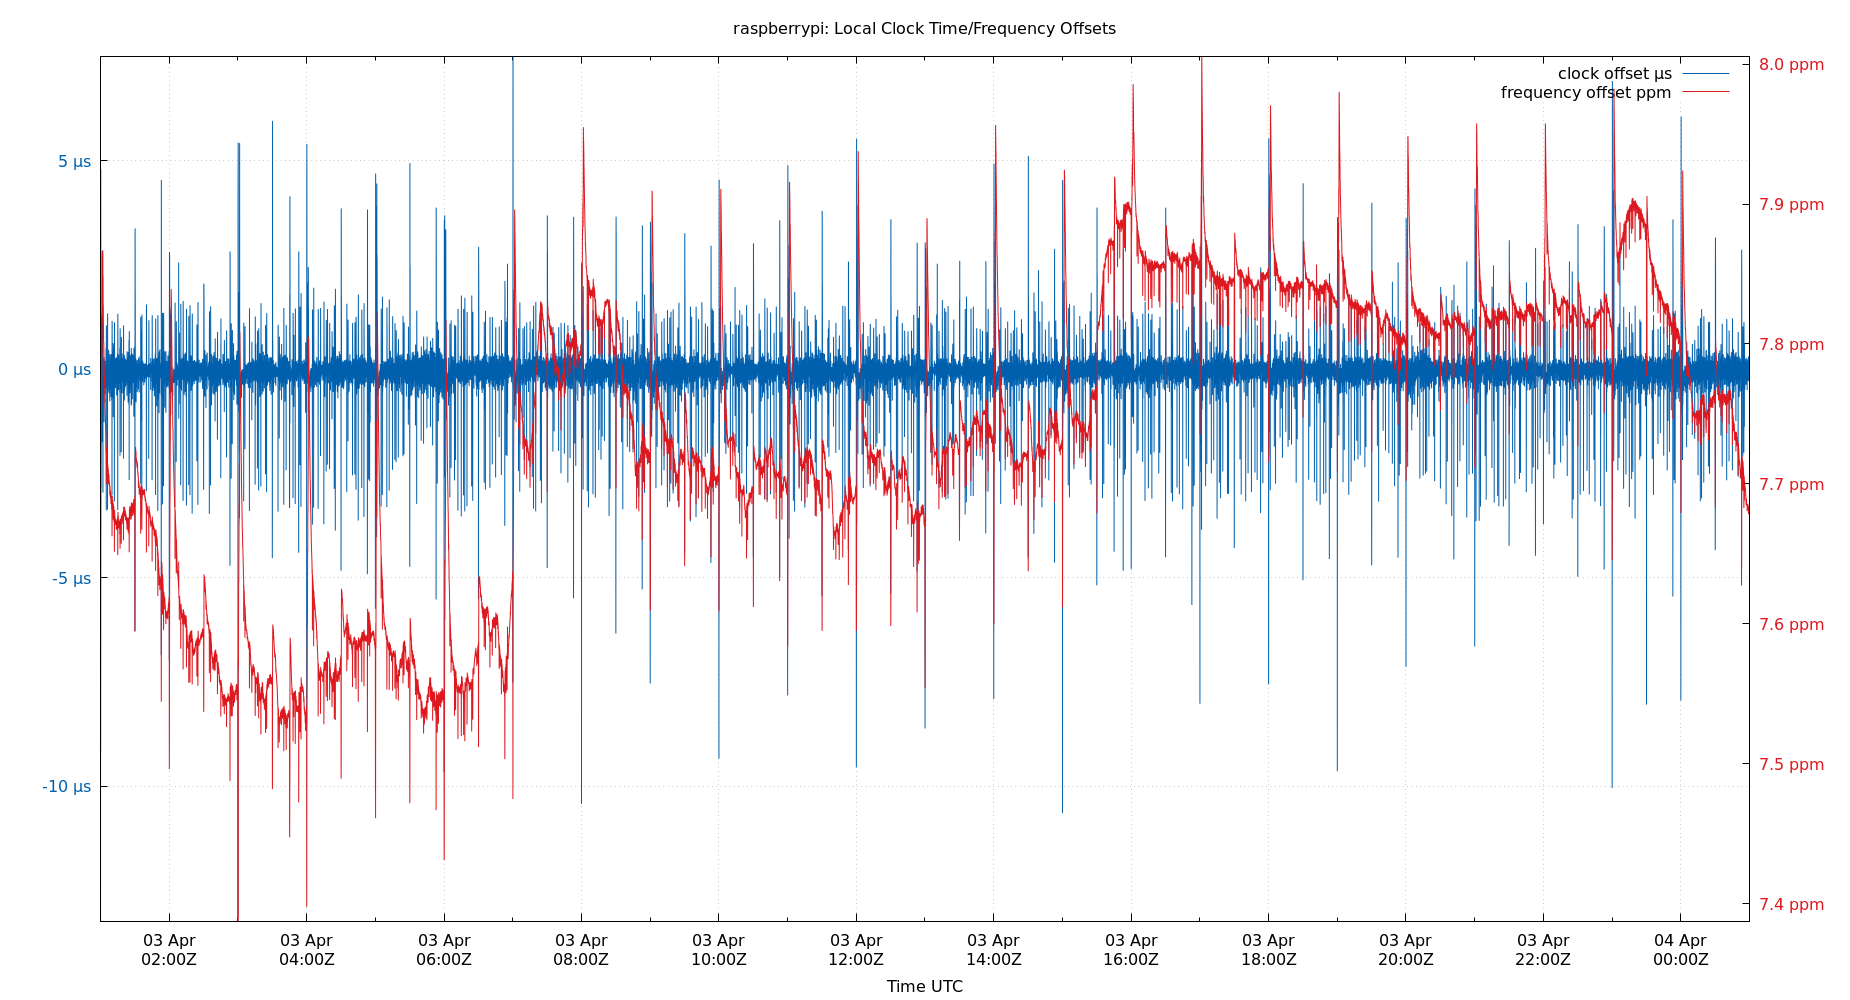 raspberrypi: Local Clock Time/Frequency Offsets
clock offset µs
frequency offset ppm
5 µs
0 µs
-5 µs
-10 µs
8.0 ppm
7.9 ppm
7.8 ppm
7.7 ppm
7.6 ppm
7.5 ppm
7.4 ppm
03 Apr 03 Apr 03 Apr 03 Apr 03 Apr 03 Apr 03 Apr 03 Apr 03 Apr 03 Apr 03 Apr 04 Apr
02:00Z 04:00Z 06:00Z 08:00Z 10:00Z 12:00Z 14:00Z 16:00Z 18:00Z 20:00Z 22:00Z 00:00Z
Time UTC